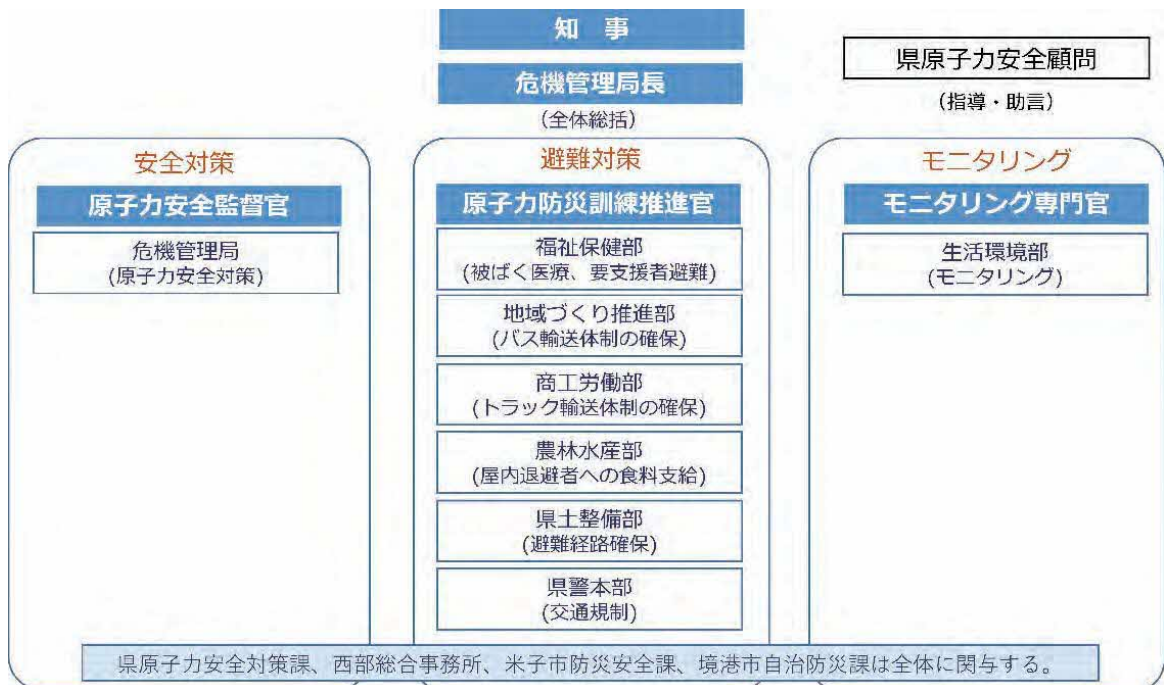 知　事
危機管理局長
(全体総括)
県原子力安全顧問
(指導・助言)
安全対策
原子力安全監督官
危機管理局
(原子力安全対策)
避難対策
原子力防災訓練推進官
福祉保健部
(被ばく医療、要支援者避難)
地域づくり推進部
(バス輸送体制の確保)
商工労働部
(トラック輸送体制の確保)
農林水産部
(屋内退避者への食料支給)
県土整備部
(避難経路確保)
県警本部
(交通規制)
モニタリング
モニタリング専門官
生活環境部
(モニタリング)
県原子力安全対策課、西部総合事務所、米子市防災安全課、境港市自治防災課は全体に関与する。